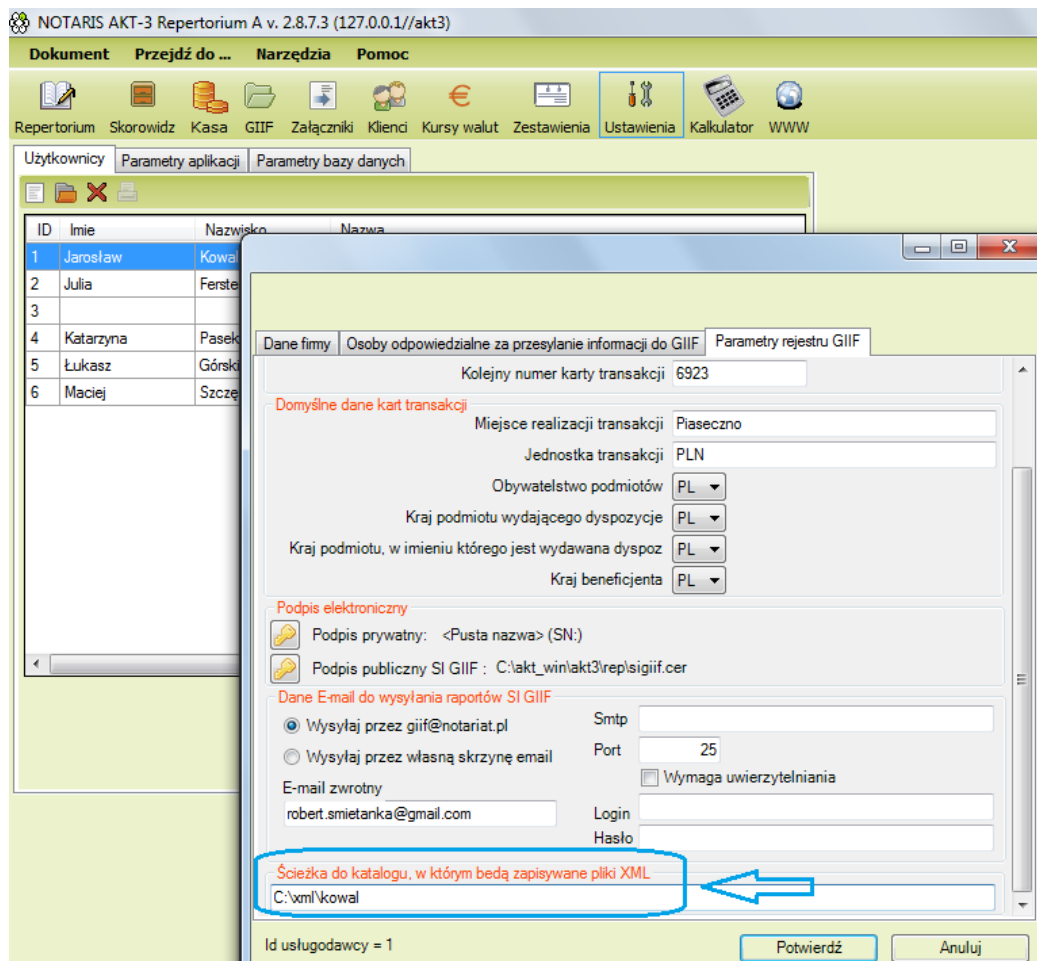 NOTARIS AKT-3 Repertorium A v. 2.8.7.3 (127.0.0.1//akt3)
Dokument Przejdź do ... Narzędzia Pomoc
Repertorium Skorowidz Kasa GIIF Załączniki Klienci Kursy walut Zestawienia Ustawienia Kalkulator WWW
Użytkownicy Parametry aplikacji Parametry bazy danych
ID Imie Nazwisko Nazwa
1 Jarosław Kowal
2 Julia Ferste
3
4 Katarzyna Pasek
5 Łukasz Górski
6 Maciej Szczę
Dane firmy Osoby odpowiedzialne za przesylanie informacji do GIIF Parametry rejestru GIIF
Kolejny numer karty transakcji 6923
Domyślne dane kart transakcji
Miejsce realizacji transakcji Piaseczno
Jednostka transakcji PLN
Obywatelstwo podmiotów PL
Kraj podmiotu wydającego dyspozycje PL
Kraj podmiotu, w imieniu którego jest wydawana dyspoz PL
Kraj beneficjenta PL
Podpis elektroniczny
Podpis prywatny: <Pusta nazwa> (SN:)
Podpis publiczny SI GIIF : C:\akt_win\akt3\rep\sigiif.cer
Dane E-mail do wysyłania raportów SI GIIF
Wysyłaj przez giif@notariat.pl Smtp
Wysyłaj przez własną skrzynę email Port 25
Wymaga uwierzytelniania
E-mail zwrotny
robert.smietanka@gmail.com Login
Hasło
Ścieżka do katalogu, w którym bedą zapisywane pliki XML
C:\xml\kowal
Id usługodawcy = 1 Potwierdź Anuluj